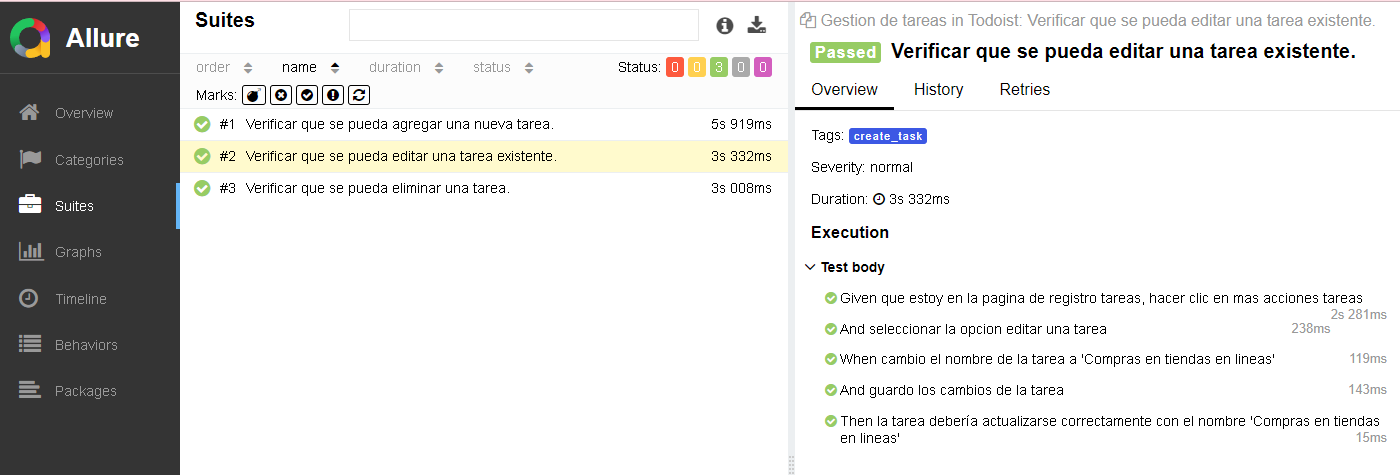 Allure
Overview
Categories
Suites
Graphs
Timeline
Behaviors
Packages
Suites
order name duration status Status: 0 0 3 0 0
Marks:
#1 Verificar que se pueda agregar una nueva tarea. 5s 919ms
#2 Verificar que se pueda editar una tarea existente. 3s 332ms
#3 Verificar que se pueda eliminar una tarea. 3s 008ms
Gestion de tareas in Todoist: Verificar que se pueda editar una tarea existente.
Passed Verificar que se pueda editar una tarea existente.
Overview History Retries
Tags: create_task
Severity: normal
Duration: 3s 332ms
Execution
Test body
Given que estoy en la pagina de registro tareas, hacer clic en mas acciones tareas
2s 281ms
And seleccionar la opcion editar una tarea 238ms
When cambio el nombre de la tarea a 'Compras en tiendas en lineas' 119ms
And guardo los cambios de la tarea 143ms
Then la tarea debería actualizarse correctamente con el nombre 'Compras en tiendas
en lineas' 15ms